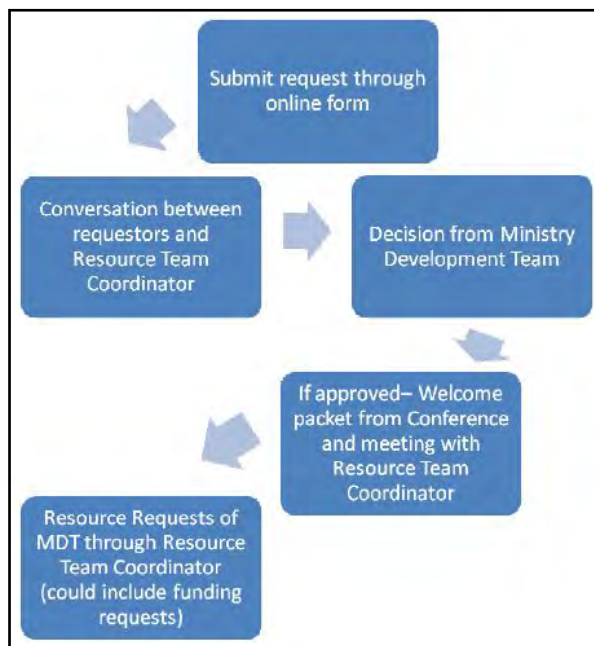 Submit request through
online form
Conversation between
requestors and
Resource Team
Coordinator
Decision from Ministry
Development Team
If approved– Welcome
packet from Conference
and meeting with
Resource Team
Coordinator
Resource Requests of
MDT through Resource
Team Coordinator
(could include funding
requests)